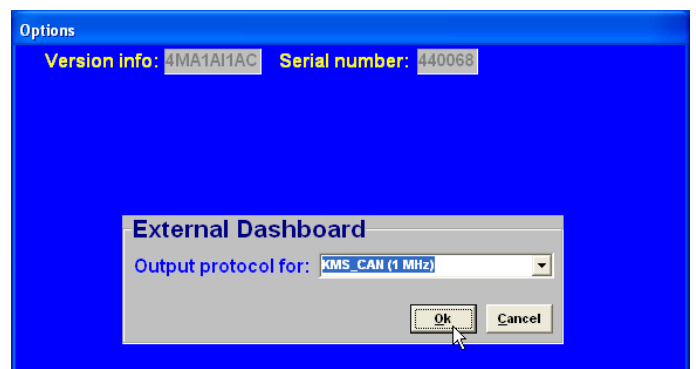 Options
Version info: 4MA1AI1AC Serial number: 440068
External Dashboard
Output protocol for: KMS_CAN (1 MHz)
Ok Cancel